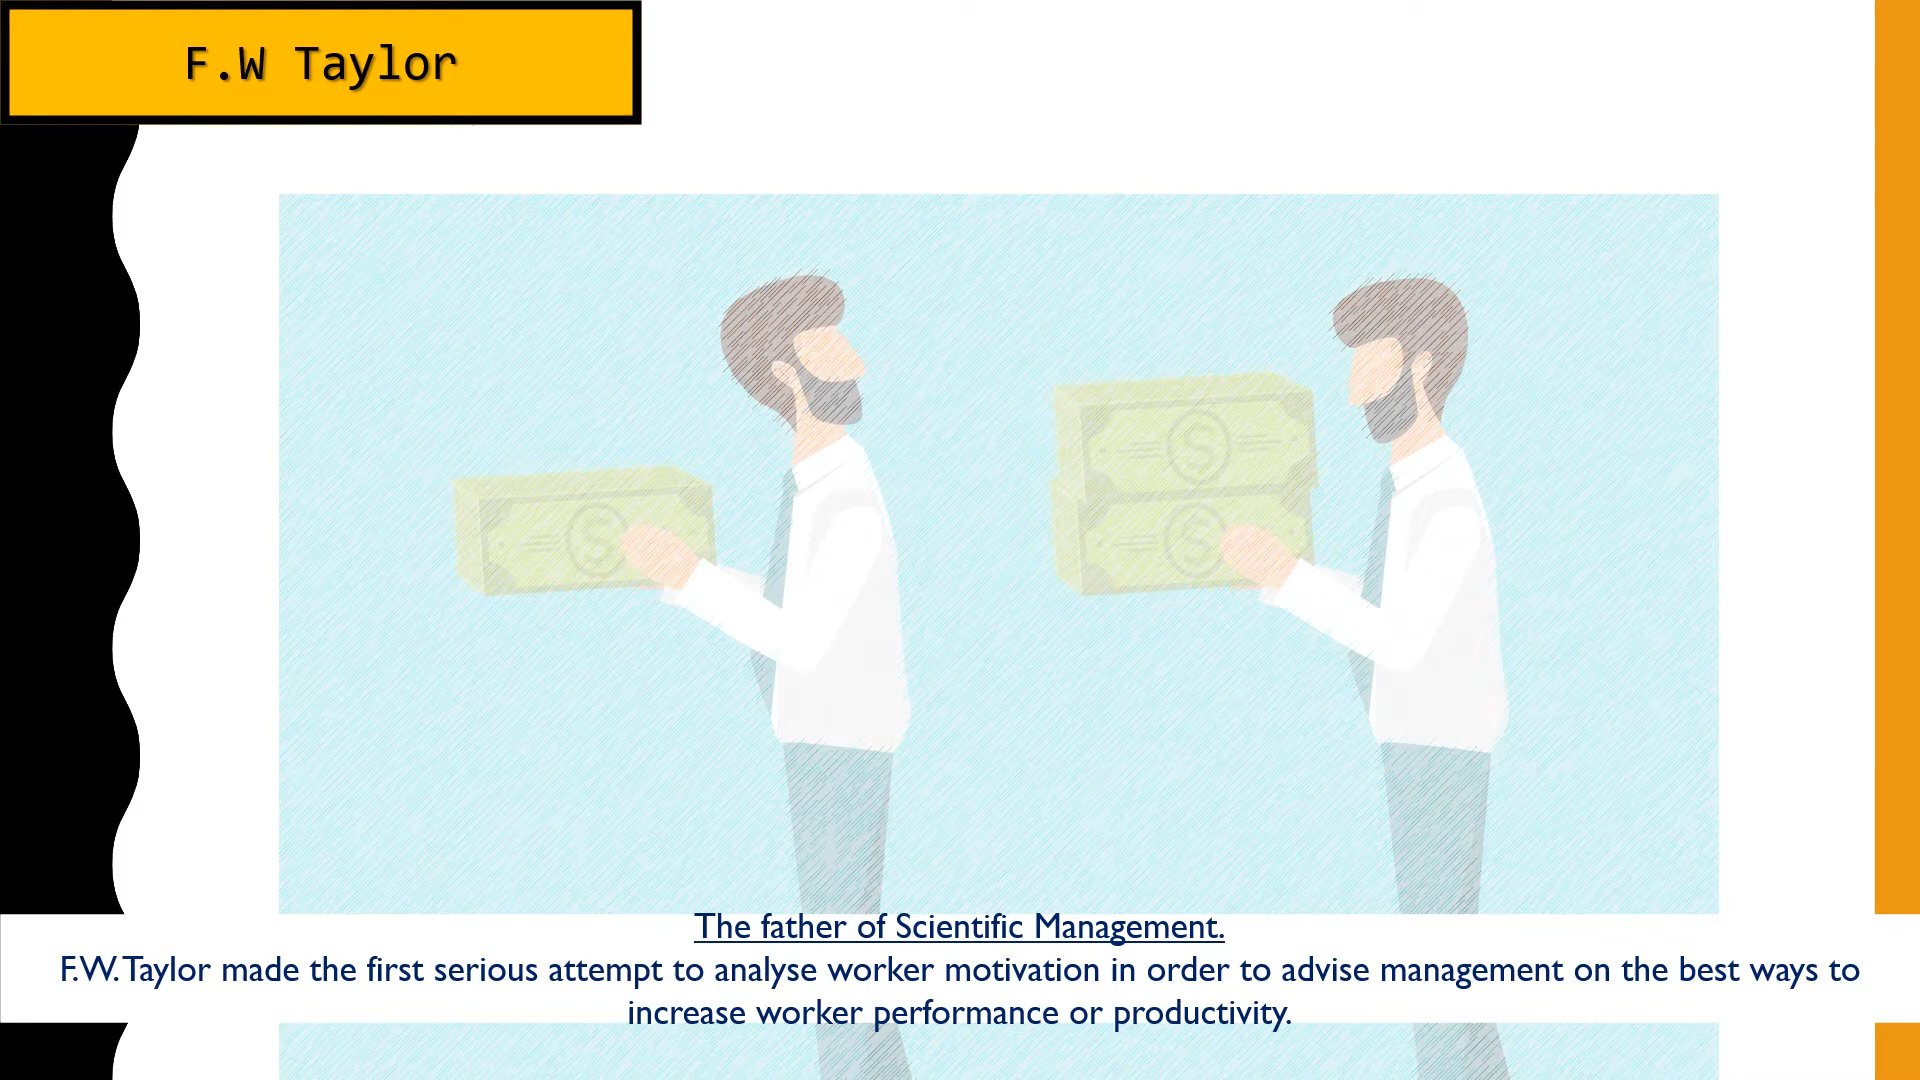 F.W Taylor
The father of Scientific Management.
F.W.Taylor made the first serious attempt to analyse worker motivation in order to advise management on the best ways to
increase worker performance or productivity.